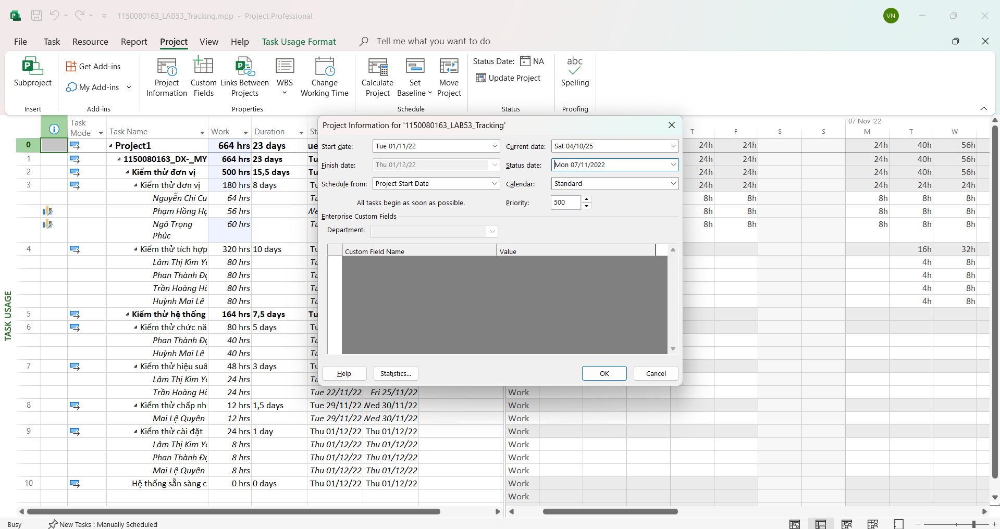 1150080163_LAB53_Tracking.mpp - Project Professional
VN
File Task Resource Report Project View Help Task Usage Format Tell me what you want to do
Subproject
Insert
Get Add-ins
My Add-ins
Add-ins
Project Information
Custom Fields
Links Between Projects
WBS
Change Working Time
Properties
Calculate Project
Set Baseline
Move Project
Schedule
Status Date: NA
Update Project
Status
abc
Spelling
Proofing
Task Mode Task Name Work Duration Sta
0 Project1 664 hrs 23 days
1 1150080163_DX-_MY 664 hrs 23 days Tu
2 Kiểm thử đơn vị 500 hrs 15,5 days Tu
3 Kiểm thử đơn vị 180 hrs 8 days Tu
Nguyễn Chí Cư 64 hrs Tu
Phạm Hồng Hạ 56 hrs
Ngô Trọng
Phúc 60 hrs Tu
4 Kiểm thử tích hợp 320 hrs 10 days Tu
Lâm Thị Kim Yế 80 hrs Tu
Phan Thành Đạ 80 hrs Tu
Trần Hoàng Hả 80 hrs Tu
Huỳnh Mai Lê 80 hrs Tu
5 Kiểm thử hệ thống 164 hrs 7,5 days Tu
6 Kiểm thử chức nă 80 hrs 5 days Tu
Phan Thành Đạ 40 hrs Tu
Huỳnh Mai Lê 40 hrs Tu
7 Kiểm thử hiệu suấ 48 hrs 3 days Tu
Lâm Thị Kim Yế 24 hrs Tu
Trần Hoàng Hả 24 hrs Tue 22/11/22 Fri 25/11/22 Work
8 Kiểm thử chấp nh 12 hrs 1,5 days Tue 29/11/22 Wed 30/11/22 Work
Mai Lệ Quyên 12 hrs Tue 29/11/22 Wed 30/11/22 Work
9 Kiểm thử cài đặt 24 hrs 1 day Thu 01/12/22 Thu 01/12/22 Work
Lâm Thị Kim Yế 8 hrs Thu 01/12/22 Thu 01/12/22 Work
Phan Thành Đạ 8 hrs Thu 01/12/22 Thu 01/12/22 Work
Mai Lệ Quyên 8 hrs Thu 01/12/22 Thu 01/12/22 Work
10 Hệ thống sẵn sàng c 0 hrs 0 days Thu 01/12/22 Thu 01/12/22 Work
Work
TASK USAGE
Project Information for '1150080163_LAB53_Tracking'
Start date: Tue 01/11/22 Current date: Sat 04/10/25
Finish date: Thu 01/12/22 Status date: Mon 07/11/2022
Schedule from: Project Start Date Calendar: Standard
All tasks begin as soon as possible. Priority: 500
Enterprise Custom Fields
Department:
Custom Field Name Value
Help Statistics... OK Cancel
07 Nov '22
T F S S M T W
24h 24h 24h 40h 56h
24h 24h 24h 40h 56h
24h 24h 24h 40h 56h
24h 24h 24h 24h 24h
8h 8h 8h 8h 8h
8h 8h 8h 8h 8h
8h 8h 8h 8h 8h
16h 32h
4h 8h
4h 8h
4h 8h
4h 8h
Busy New Tasks : Manually Scheduled